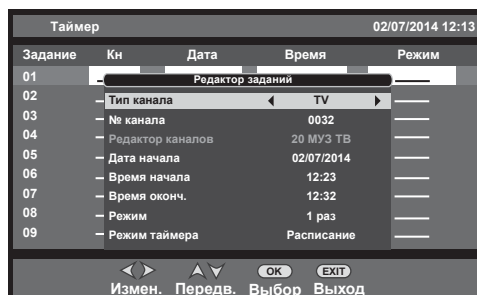 Таймер 02/07/2014 12:13
Задание Кн Дата Время Режим
01
Редактор заданий
02
Тип канала TV
03
№ канала 0032
04
Редактор каналов 20 МУЗ ТВ
05
Дата начала 02/07/2014
06
Время начала 12:23
07
Время оконч. 12:32
08
Режим 1 раз
09
Режим таймера Расписание
OK EXIT
Измен. Передв. Выбор Выход